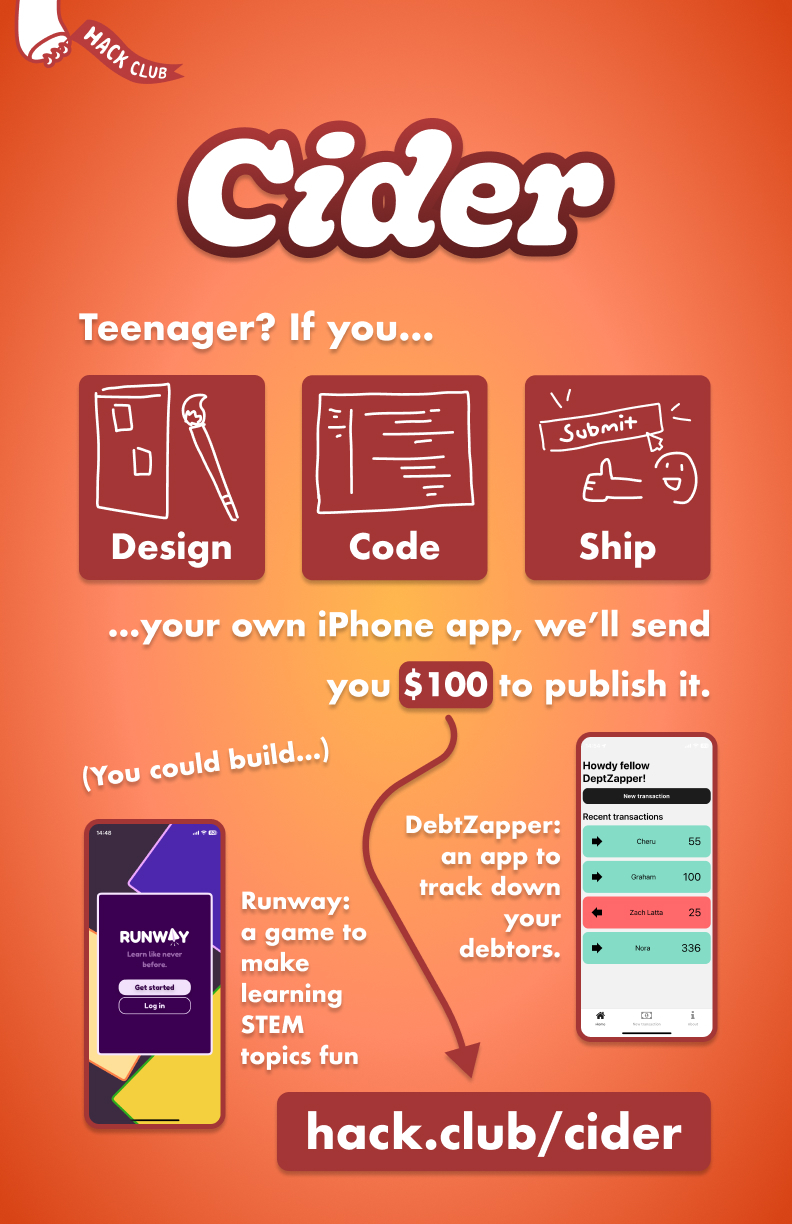 HACK CLUB
Cider
Teenager? If you...
Submit
Design
Code
Ship
...your own iPhone app, we'll send
you $100 to publish it.
(You could build...)
14:48
RUNWAY
Learn like never
before.
Get started
Log in
Runway:
a game to
make
learning
STEM
topics fun
DebtZapper:
an app to
track down
your
debtors.
Howdy fellow
DeptZapper!
New transaction
Recent transactions
Cheru 55
Graham 100
Zach Latta 25
Nora 336
Home New transaction About
hack.club/cider